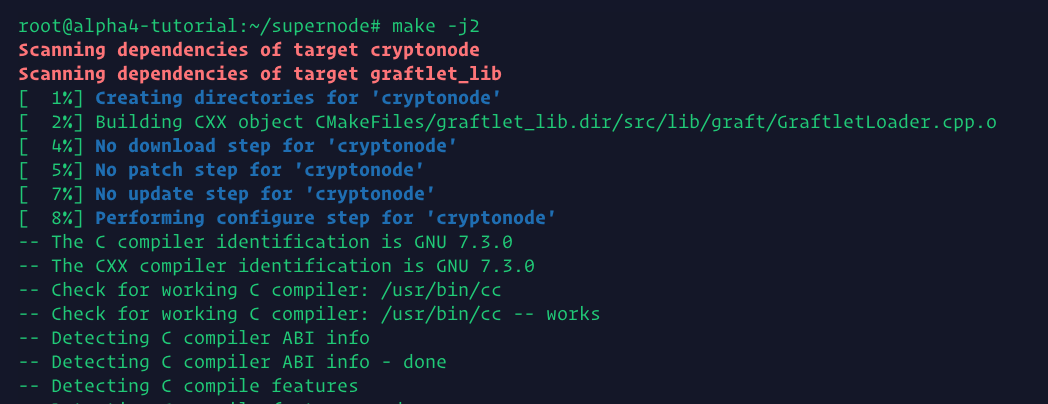 root@alpha4-tutorial:~/supernode# make -j2
Scanning dependencies of target cryptonode
Scanning dependencies of target graftlet_lib
[  1%] Creating directories for 'cryptonode'
[  2%] Building CXX object CMakeFiles/graftlet_lib.dir/src/lib/graft/GraftletLoader.cpp.o
[  4%] No download step for 'cryptonode'
[  5%] No patch step for 'cryptonode'
[  7%] No update step for 'cryptonode'
[  8%] Performing configure step for 'cryptonode'
-- The C compiler identification is GNU 7.3.0
-- The CXX compiler identification is GNU 7.3.0
-- Check for working C compiler: /usr/bin/cc
-- Check for working C compiler: /usr/bin/cc -- works
-- Detecting C compiler ABI info
-- Detecting C compiler ABI info - done
-- Detecting C compile features